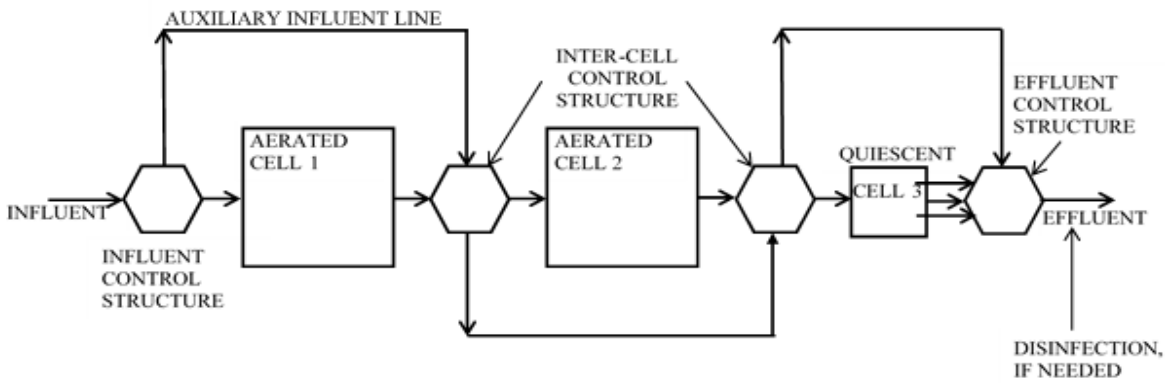 AUXILIARY INFLUENT LINE
INTER-CELL
CONTROL
STRUCTURE
EFFLUENT
CONTROL
STRUCTURE
AERATED
CELL 1
AERATED
CELL 2
QUIESCENT
CELL 3
INFLUENT
EFFLUENT
INFLUENT
CONTROL
STRUCTURE
DISINFECTION,
IF NEEDED